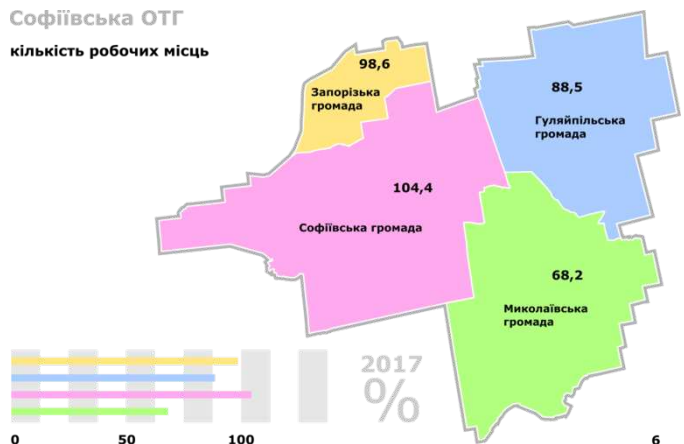 Софіївська ОТГ
кількість робочих місць
98,6
Запорізька
громада
88,5
Гуляйпільська
громада
104,4
Софіївська громада
68,2
Миколаївська
громада
2017
%
0 50 100
6